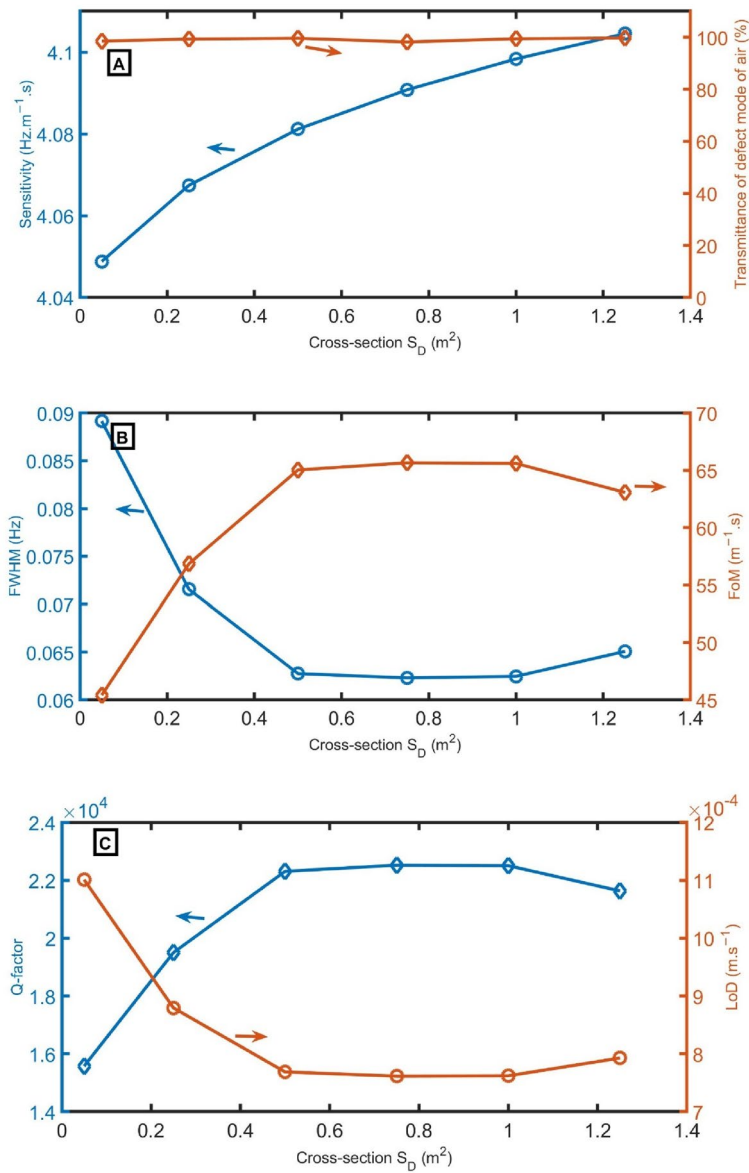 A
Sensitivity (Hz.m⁻¹.s)
4.1
4.08
4.06
4.04
100
80
60
40
20
0
Transmittance of defect mode of air (%)
0 0.2 0.4 0.6 0.8 1 1.2 1.4
Cross-section S_D (m²)
B
FWHM (Hz)
0.09
0.085
0.08
0.075
0.07
0.065
0.06
70
65
60
55
50
45
FoM (m⁻¹.s)
0 0.2 0.4 0.6 0.8 1 1.2 1.4
Cross-section S_D (m²)
×10⁴
×10⁻⁴
C
Q-factor
2.4
2.2
2
1.8
1.6
1.4
12
11
10
9
8
7
LoD (m.s⁻¹)
0 0.2 0.4 0.6 0.8 1 1.2 1.4
Cross-section S_D (m²)